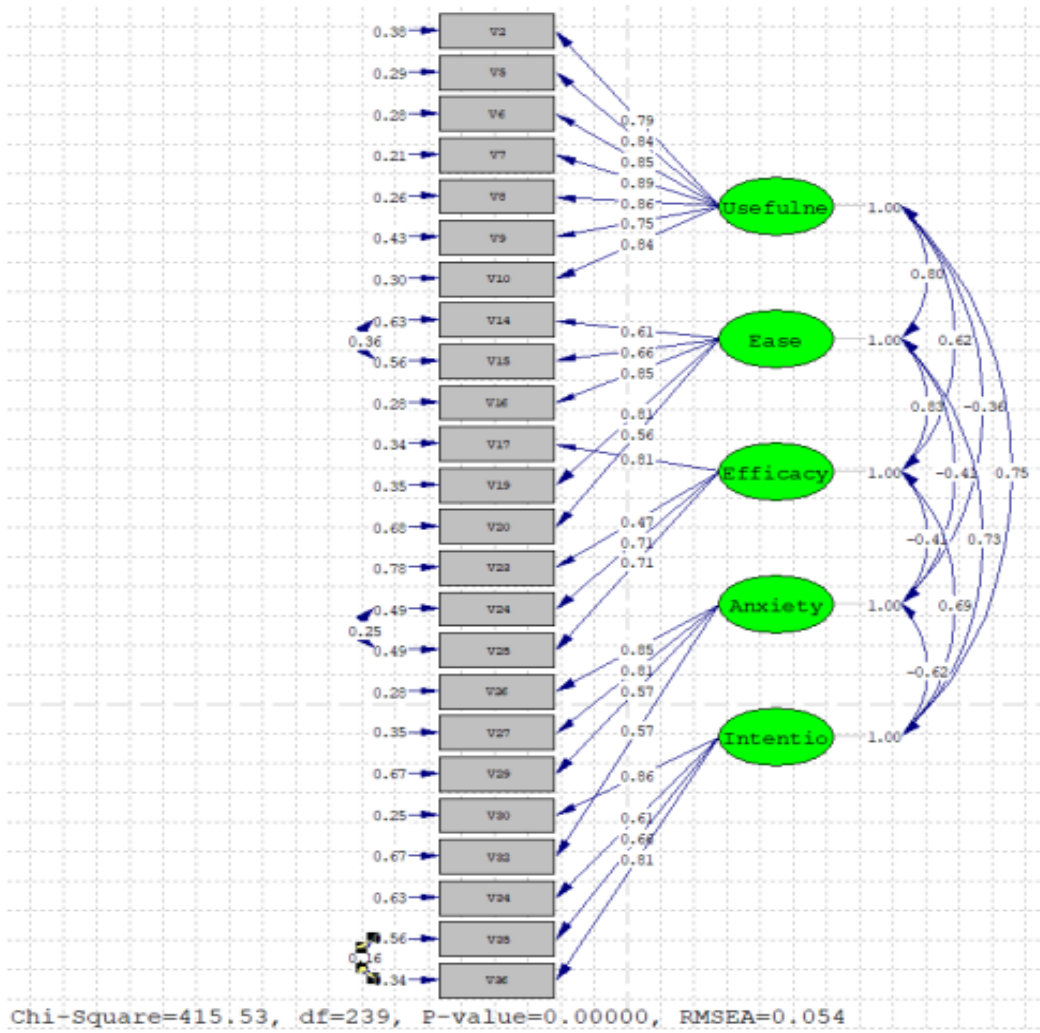 0.38 V2
0.29 V5
0.28 V6
0.79
0.84
0.21 V7
0.85
0.89
0.26 V8
0.86 Usefulne 1.00
0.75
0.43 V9
0.84
0.80
0.30 V10
0.63 V14
0.61
0.36 Ease 1.00 0.62
0.66
0.56 V15
0.85
0.28 V16
0.83 -0.36
0.81
0.56
0.34 V17
0.81
Efficacy 1.00 -0.41 0.75
0.35 V19
0.47
0.68 V20
0.71
-0.41 0.73
0.71
0.78 V23
0.49 V24
Anxiety 1.00 0.69
0.25
0.49 V25
0.85
0.81
-0.62
0.28 V26
0.57
0.35 V27
0.57
Intentio 1.00
0.67 V29
0.86
0.25 V30
0.61
0.66
0.67 V32
0.81
0.63 V34
0.56 V35
0.34 V36
Chi-Square=415.53, df=239, P-value=0.00000, RMSEA=0.054